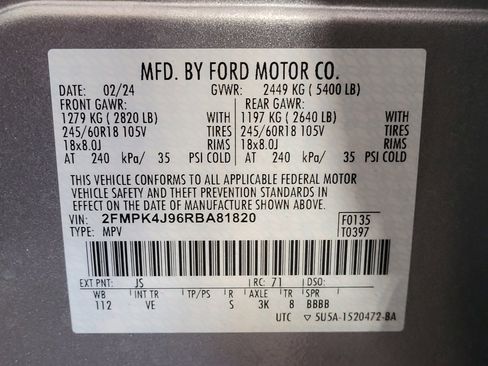 MFD. BY FORD MOTOR CO.
DATE: 02/24 GVWR: 2449 KG ( 5400 LB)
FRONT GAWR: REAR GAWR:
1279 KG ( 2820 LB) WITH 1197 KG ( 2640 LB) WITH
245/60R18 105V TIRES 245/60R18 105V TIRES
18x8.0J RIMS 18x8.0J RIMS
AT 240 kPa/ 35 PSI COLD AT 240 kPa/ 35 PSI COLD
THIS VEHICLE CONFORMS TO ALL APPLICABLE FEDERAL MOTOR
VEHICLE SAFETY AND THEFT PREVENTION STANDARDS IN
EFFECT ON THE DATE OF MANUFACTURE SHOWN ABOVE.
VIN: 2FMPK4J96RBA81820 F0135
TYPE: MPV T0397
EXT PNT: JS RC: 71 DSO:
WB INT TR TP/PS R AXLE TR SPR
112 VE S 3K 8 BBBB
UTC ▽ 5U5A-1520472-BA